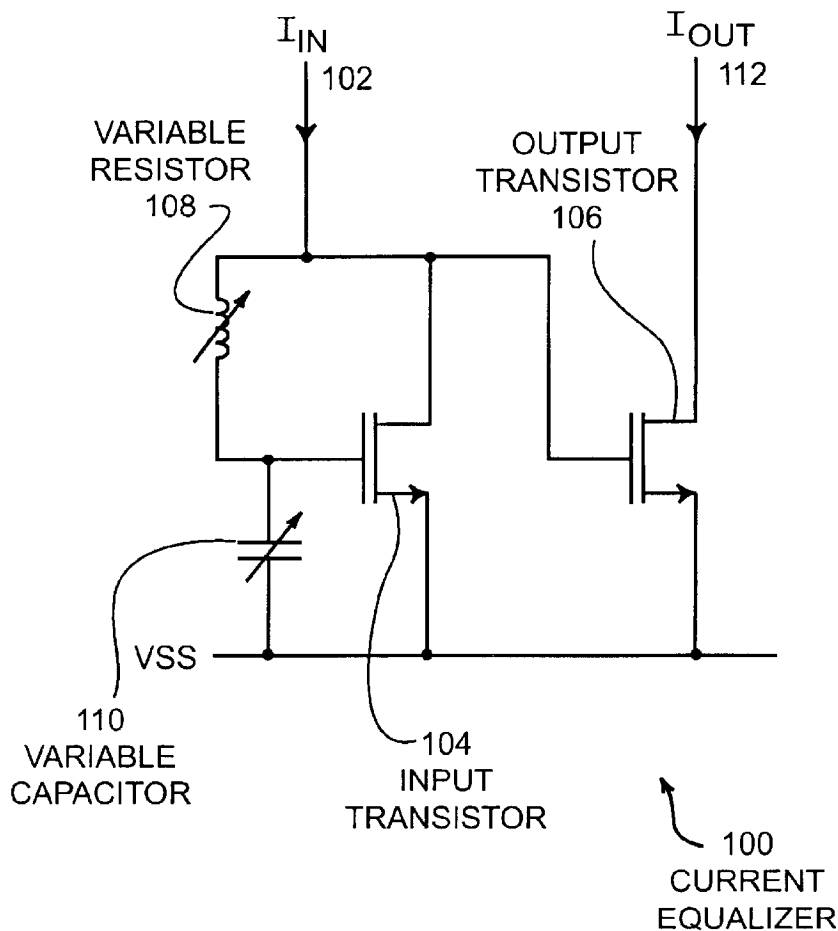 I_IN
102
I_OUT
112
VARIABLE
RESISTOR
108
OUTPUT
TRANSISTOR
106
VSS
110
VARIABLE
CAPACITOR
104
INPUT
TRANSISTOR
100
CURRENT
EQUALIZER